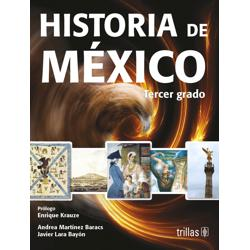 HISTORIA DE
MÉXICO
Tercer grado
Prólogo
Enrique Krauze
Andrea Martínez Baracs
Javier Lara Bayón
trillas